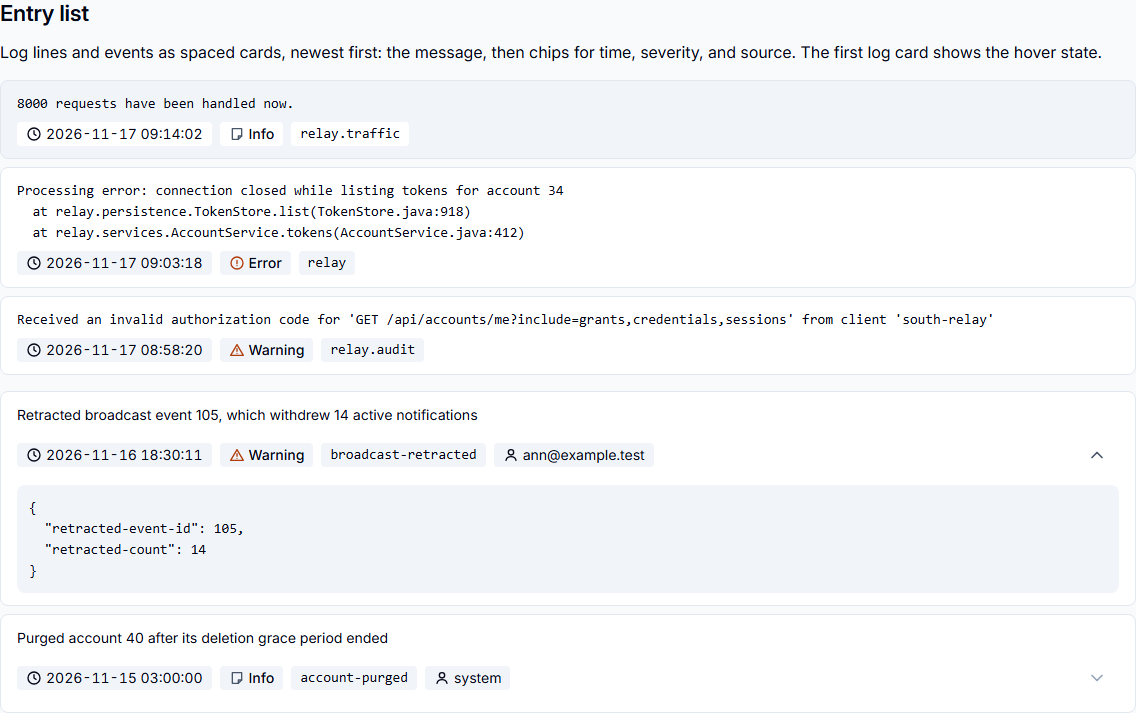 Entry list
Log lines and events as spaced cards, newest first: the message, then chips for time, severity, and source. The first log card shows the hover state.
8000 requests have been handled now.
2026-11-17 09:14:02 Info relay.traffic
Processing error: connection closed while listing tokens for account 34
  at relay.persistence.TokenStore.list(TokenStore.java:918)
  at relay.services.AccountService.tokens(AccountService.java:412)
2026-11-17 09:03:18 Error relay
Received an invalid authorization code for 'GET /api/accounts/me?include=grants,credentials,sessions' from client 'south-relay'
2026-11-17 08:58:20 Warning relay.audit
Retracted broadcast event 105, which withdrew 14 active notifications
2026-11-16 18:30:11 Warning broadcast-retracted ann@example.test
{
  "retracted-event-id": 105,
  "retracted-count": 14
}
Purged account 40 after its deletion grace period ended
2026-11-15 03:00:00 Info account-purged system